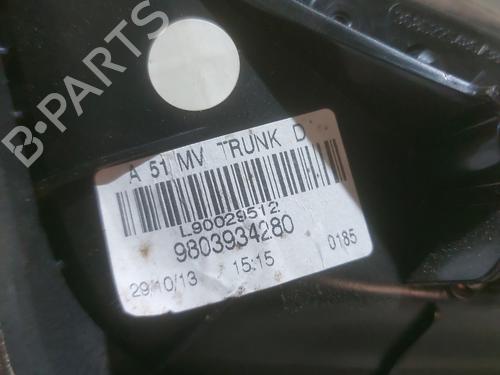 B-PARTS
A 51 MV TRUNK D
L90029512
9803934280
29/10/13 15:15 0185